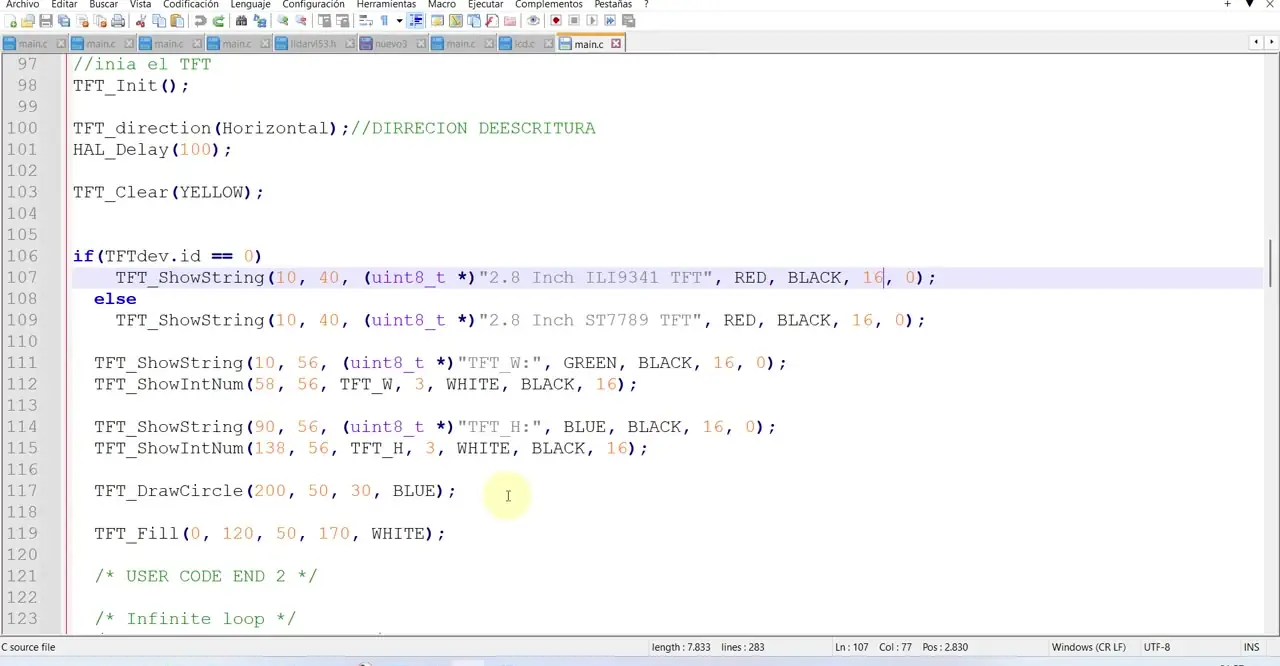 Archivo Editar Buscar Vista Codificación Lenguaje Configuración Herramientas Macro Ejecutar Complementos Pestañas ?
main.c main.c main.c main.c lidarvl53.h nuevo3 main.c lcd.c main.c
97 //inia el TFT
98 TFT_Init();
99
100 TFT_direction(Horizontal);//DIRRECION DEESCRITURA
101 HAL_Delay(100);
102
103 TFT_Clear(YELLOW);
104
105
106 if(TFTdev.id == 0)
107 TFT_ShowString(10, 40, (uint8_t *)"2.8 Inch ILI9341 TFT", RED, BLACK, 16, 0);
108 else
109 TFT_ShowString(10, 40, (uint8_t *)"2.8 Inch ST7789 TFT", RED, BLACK, 16, 0);
110
111 TFT_ShowString(10, 56, (uint8_t *)"TFT_W:", GREEN, BLACK, 16, 0);
112 TFT_ShowIntNum(58, 56, TFT_W, 3, WHITE, BLACK, 16);
113
114 TFT_ShowString(90, 56, (uint8_t *)"TFT_H:", BLUE, BLACK, 16, 0);
115 TFT_ShowIntNum(138, 56, TFT_H, 3, WHITE, BLACK, 16);
116
117 TFT_DrawCircle(200, 50, 30, BLUE);
118
119 TFT_Fill(0, 120, 50, 170, WHITE);
120
121 /* USER CODE END 2 */
122
123 /* Infinite loop */
C source file length : 7.833 lines : 283 Ln : 107 Col : 77 Pos : 2.830 Windows (CR LF) UTF-8 INS